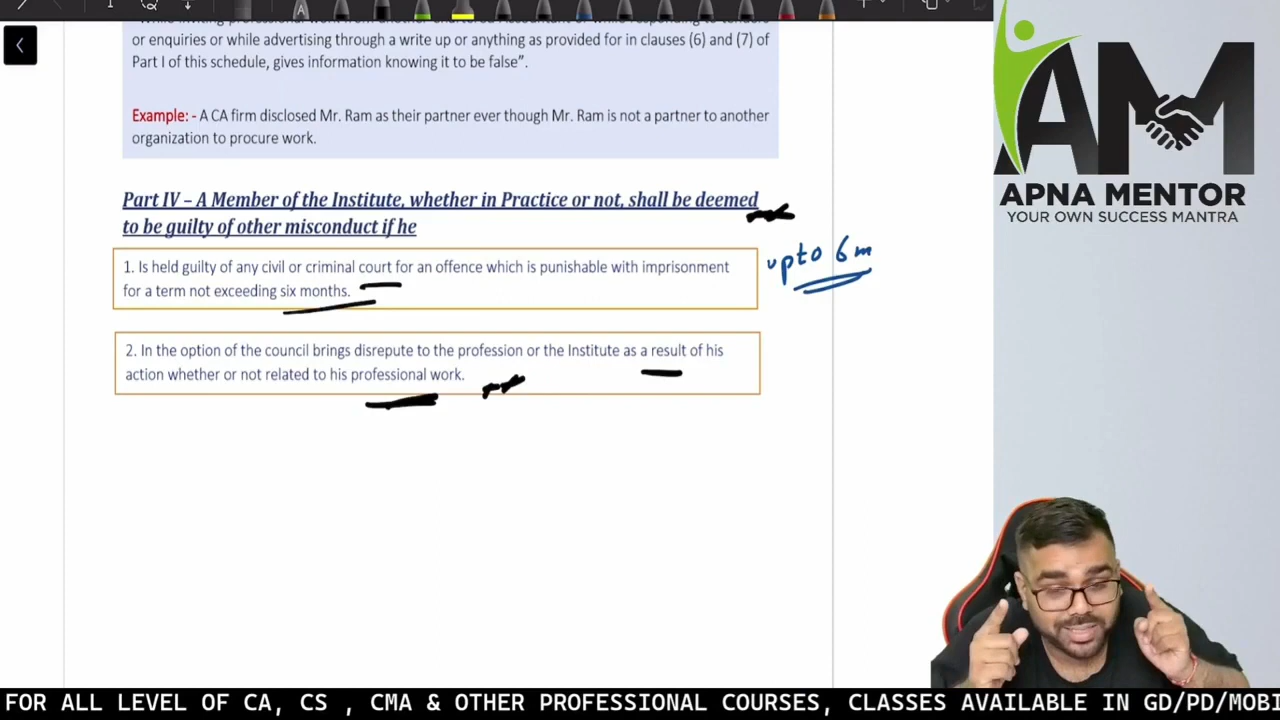 or enquiries or while advertising through a write up or anything as provided for in clauses (6) and (7) of
Part I of this schedule, gives information knowing it to be false”.
Example: - A CA firm disclosed Mr. Ram as their partner ever though Mr. Ram is not a partner to another
organization to procure work.
Part IV – A Member of the Institute, whether in Practice or not, shall be deemed
to be guilty of other misconduct if he
1. Is held guilty of any civil or criminal court for an offence which is punishable with imprisonment
for a term not exceeding six months.
upto 6m
2. In the option of the council brings disrepute to the profession or the Institute as a result of his
action whether or not related to his professional work.
AM
APNA MENTOR
YOUR OWN SUCCESS MANTRA
FOR ALL LEVEL OF CA, CS , CMA & OTHER PROFESSIONAL COURSES, CLASSES AVAILABLE IN GD/PD/MOBI